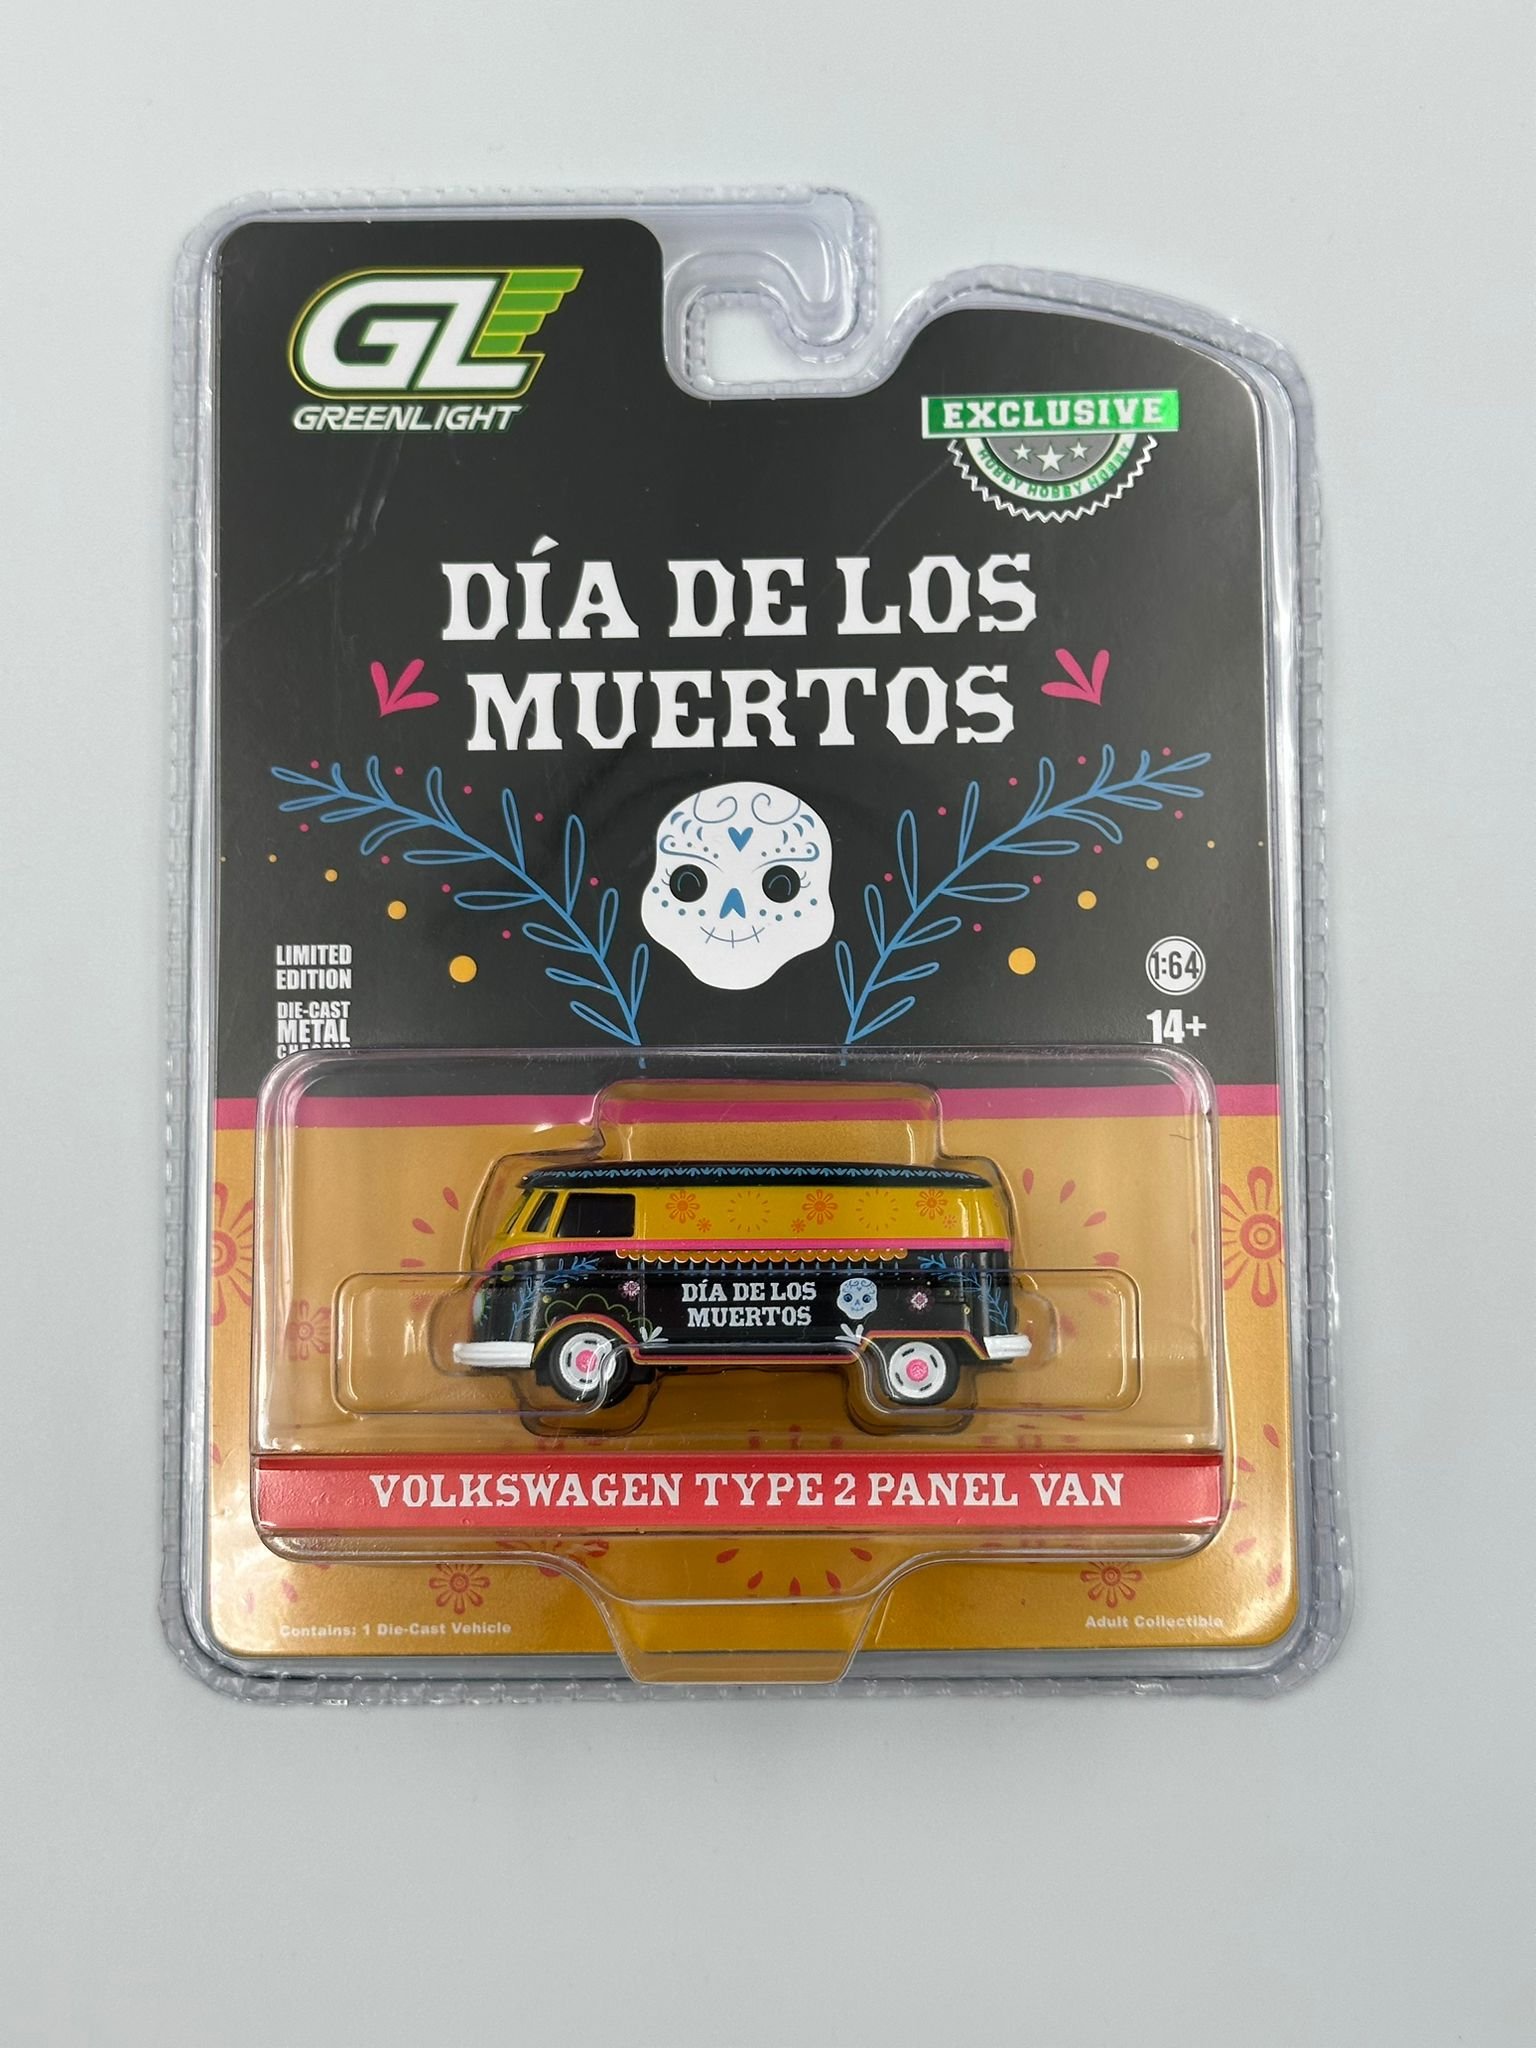 GL
GREENLIGHT
EXCLUSIVE
HOBBY HOBBY HOBBY
DÍA DE LOS
MUERTOS
LIMITED
EDITION
DIE-CAST
METAL
CHASSIS
1:64
14+
DÍA DE LOS
MUERTOS
VOLKSWAGEN TYPE 2 PANEL VAN
Contains: 1 Die-Cast Vehicle
Adult Collectible